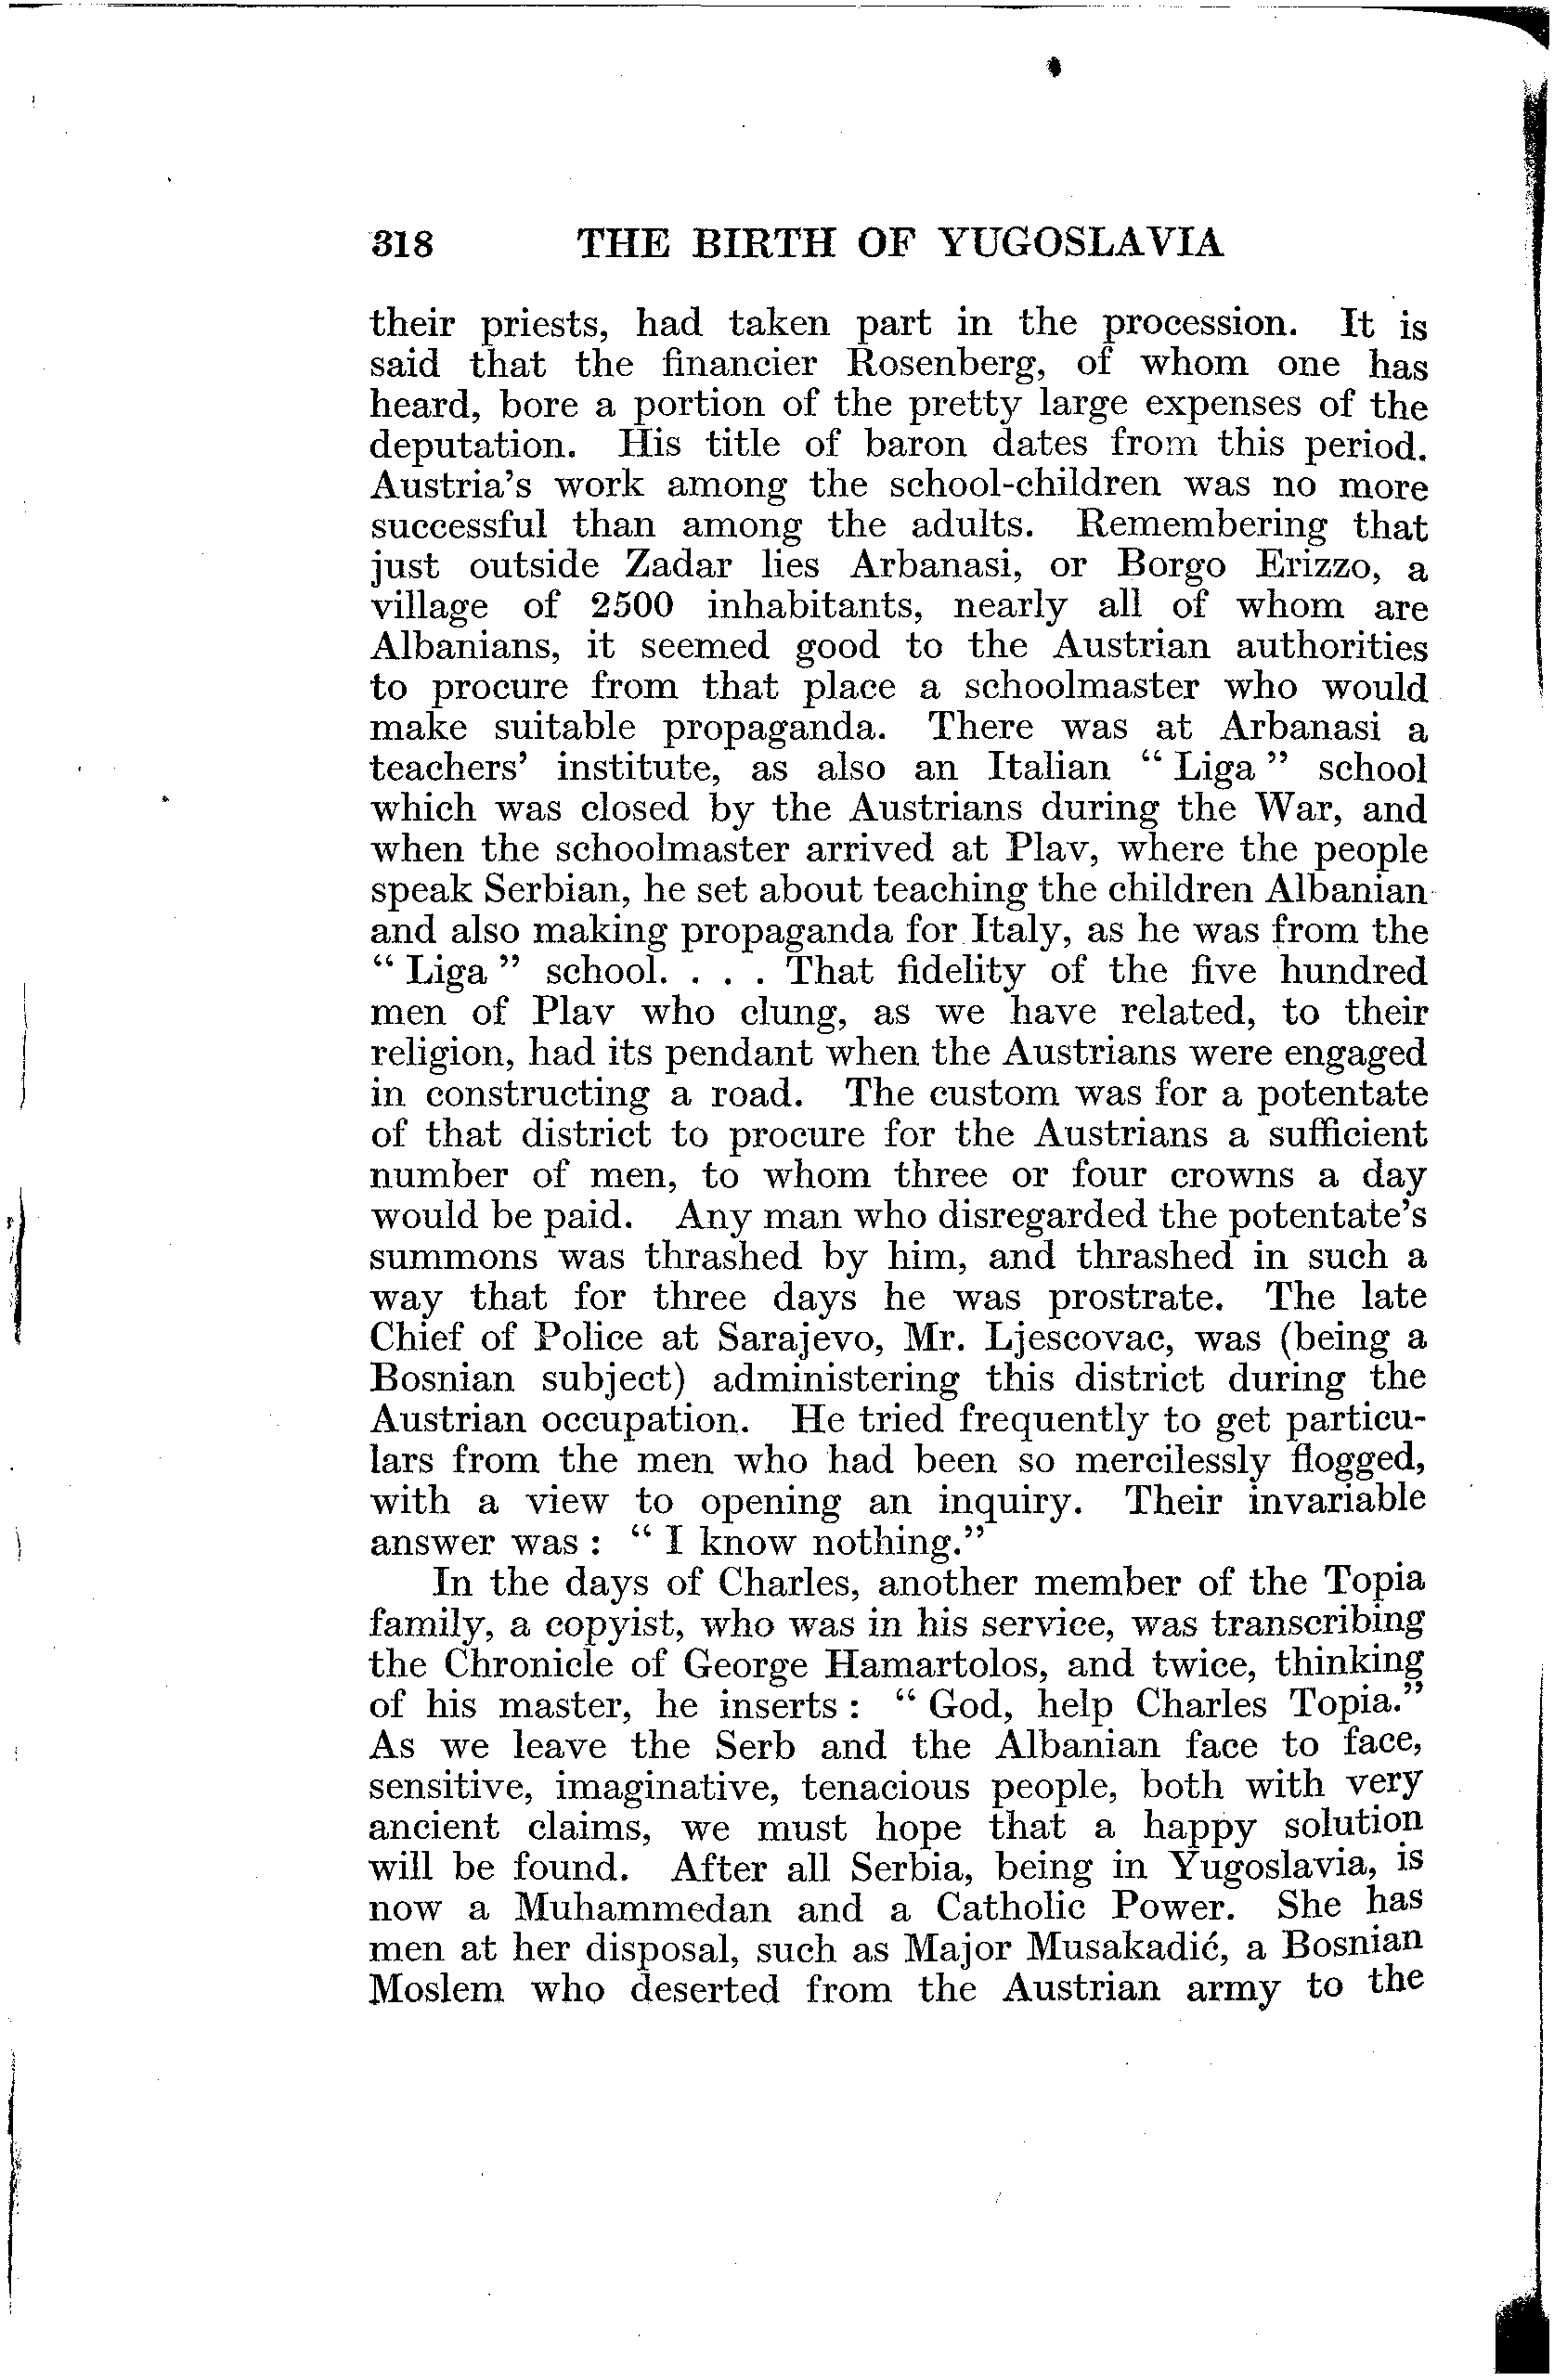 318 THE BIRTH OF YUGOSLAVIA
their priests, had taken part in the procession. It is
said that the financier Rosenberg, of whom one has
heard, bore a portion of the pretty large expenses of the
deputation. His title of baron dates from this period.
Austria's work among the school-children was no more
successful than among the adults. Remembering that
just outside Zadar lies Arbanasi, or Borgo Erizzo, a
village of 2500 inhabitants, nearly all of whom are
Albanians, it seemed good to the Austrian authorities
to procure from that place a schoolmaster who would
make suitable propaganda. There was at Arbanasi a
teachers' institute, as also an Italian “ Liga ” school
which was closed by the Austrians during the War, and
when the schoolmaster arrived at Plav, where the people
speak Serbian, he set about teaching the children Albanian
and also making propaganda for Italy, as he was from the
“ Liga ” school. . . . That fidelity of the five hundred
men of Plav who clung, as we have related, to their
religion, had its pendant when the Austrians were engaged
in constructing a road. The custom was for a potentate
of that district to procure for the Austrians a sufficient
number of men, to whom three or four crowns a day
would be paid. Any man who disregarded the potentate's
summons was thrashed by him, and thrashed in such a
way that for three days he was prostrate. The late
Chief of Police at Sarajevo, Mr. Ljescovac, was (being a
Bosnian subject) administering this district during the
Austrian occupation. He tried frequently to get particu-
lars from the men who had been so mercilessly flogged,
with a view to opening an inquiry. Their invariable
answer was : “ I know nothing.”
In the days of Charles, another member of the Topia
family, a copyist, who was in his service, was transcribing
the Chronicle of George Hamartolos, and twice, thinking
of his master, he inserts : “ God, help Charles Topia.”
As we leave the Serb and the Albanian face to face,
sensitive, imaginative, tenacious people, both with very
ancient claims, we must hope that a happy solution
will be found. After all Serbia, being in Yugoslavia, is
now a Muhammedan and a Catholic Power. She has
men at her disposal, such as Major Musakadić, a Bosnian
Moslem who deserted from the Austrian army to the